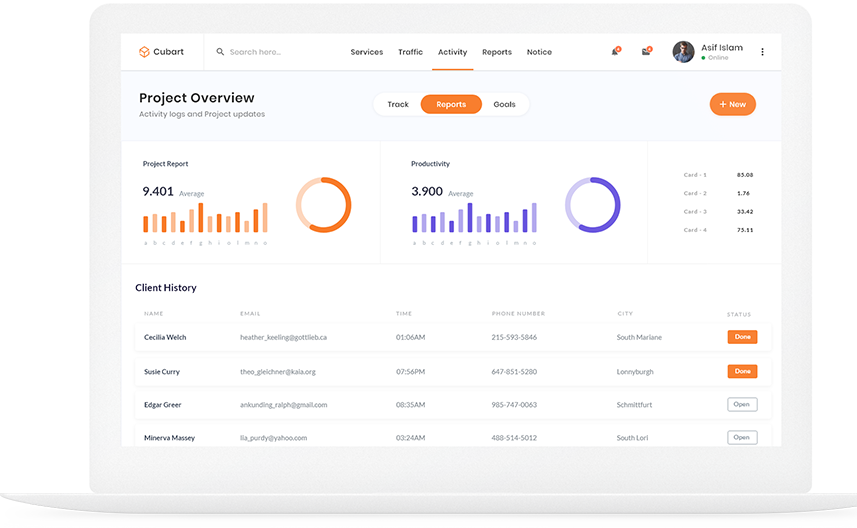 Cubart
Search here...
Services Traffic Activity Reports Notice
Asif Islam
Online
Project Overview
Activity logs and Project updates
Track Reports Goals
+ New
Project Report
9.401 Average
a b c d e f g h i o l m n o
Productivity
3.900 Average
a b c d e f g h i o l m n o
Card - 1 85.08
Card - 2 1.76
Card - 3 33.42
Card - 4 75.11
Client History
NAME EMAIL TIME PHONE NUMBER CITY STATUS
Cecilia Welch heather_keeling@gottlieb.ca 01:06AM 215-593-5846 South Mariane Done
Susie Curry theo_gleichner@kaia.org 07:56PM 647-851-5280 Lonnyburgh Done
Edgar Greer ankunding_ralph@gmail.com 08:35AM 985-747-0063 Schmittfurt Open
Minerva Massey lia_purdy@yahoo.com 03:24AM 488-514-5012 South Lori Open